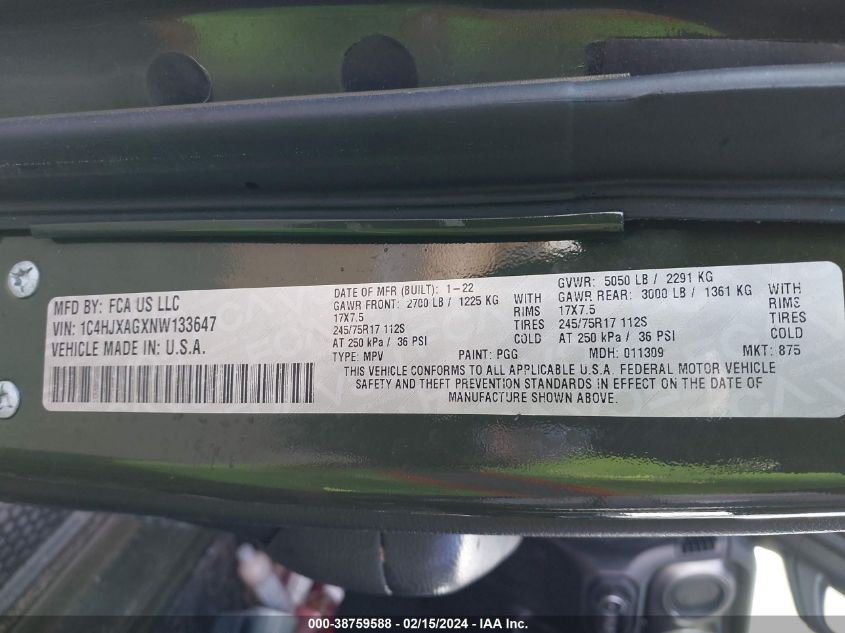 MFD BY: FCA US LLC
VIN: 1C4HJXAGXNW133647
VEHICLE MADE IN: U.S.A.
DATE OF MFR (BUILT): 1-22
GAWR FRONT: 2700 LB / 1225 KG WITH
17X7.5 RIMS
245/75R17 112S TIRES
AT 250 kPa / 36 PSI COLD
GVWR: 5050 LB / 2291 KG
GAWR REAR: 3000 LB / 1361 KG WITH
17X7.5 RIMS
245/75R17 112S TIRES
AT 250 kPa / 36 PSI COLD
TYPE: MPV PAINT: PGG MDH: 011309 MKT: 875
THIS VEHICLE CONFORMS TO ALL APPLICABLE U.S.A. FEDERAL MOTOR VEHICLE
SAFETY AND THEFT PREVENTION STANDARDS IN EFFECT ON THE DATE OF
MANUFACTURE SHOWN ABOVE.
000-38759588 - 02/15/2024 - IAA Inc.